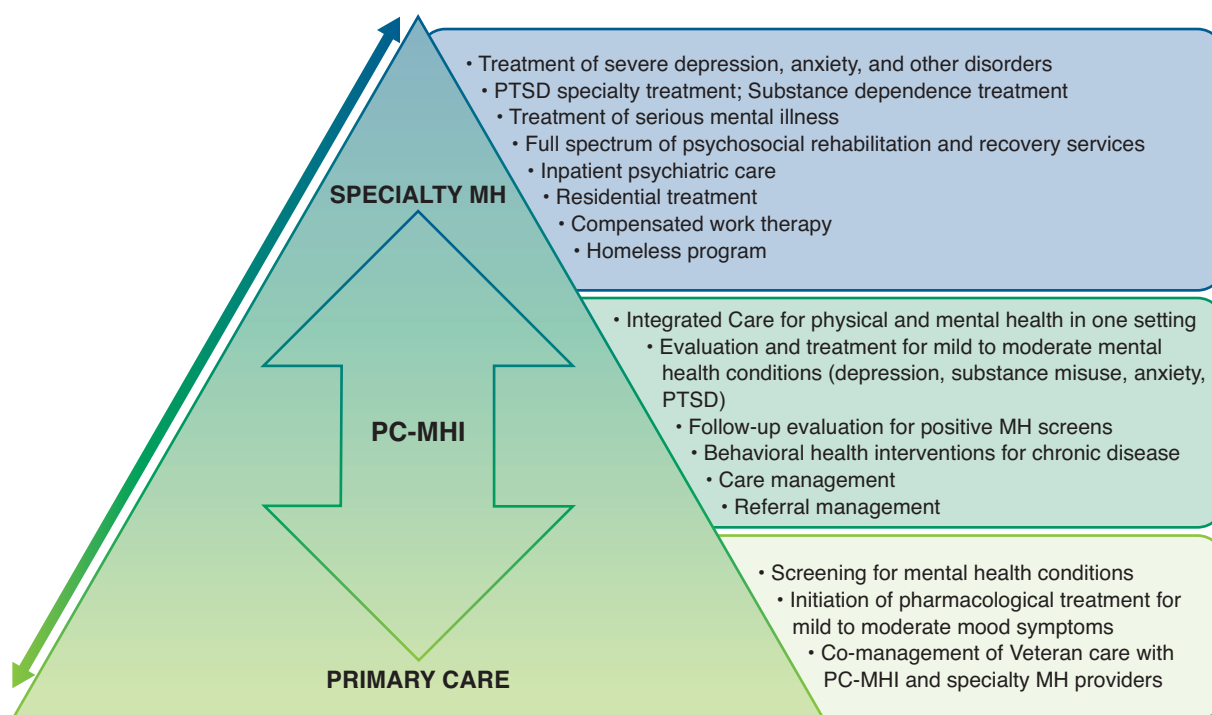 • Treatment of severe depression, anxiety, and other disorders
• PTSD specialty treatment; Substance dependence treatment
• Treatment of serious mental illness
• Full spectrum of psychosocial rehabilitation and recovery services
• Inpatient psychiatric care
• Residential treatment
• Compensated work therapy
• Homeless program
SPECIALTY MH
• Integrated Care for physical and mental health in one setting
• Evaluation and treatment for mild to moderate mental
health conditions (depression, substance misuse, anxiety,
PTSD)
• Follow-up evaluation for positive MH screens
• Behavioral health interventions for chronic disease
• Care management
• Referral management
PC-MHI
• Screening for mental health conditions
• Initiation of pharmacological treatment for
mild to moderate mood symptoms
• Co-management of Veteran care with
PC-MHI and specialty MH providers
PRIMARY CARE